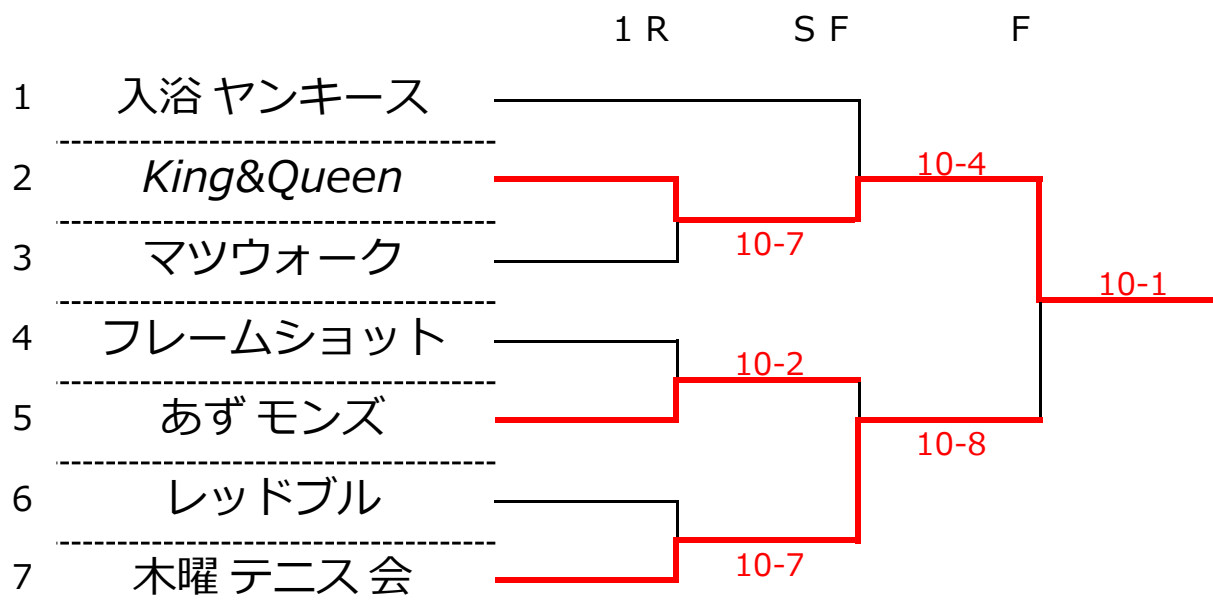 1 R S F F
1 入浴 ヤンキース
10-4
2 King&Queen
10-7
3 マツウォーク
10-1
4 フレームショット
10-2
5 あず モンズ
10-8
6 レッドブル
10-7
7 木曜 テニス 会